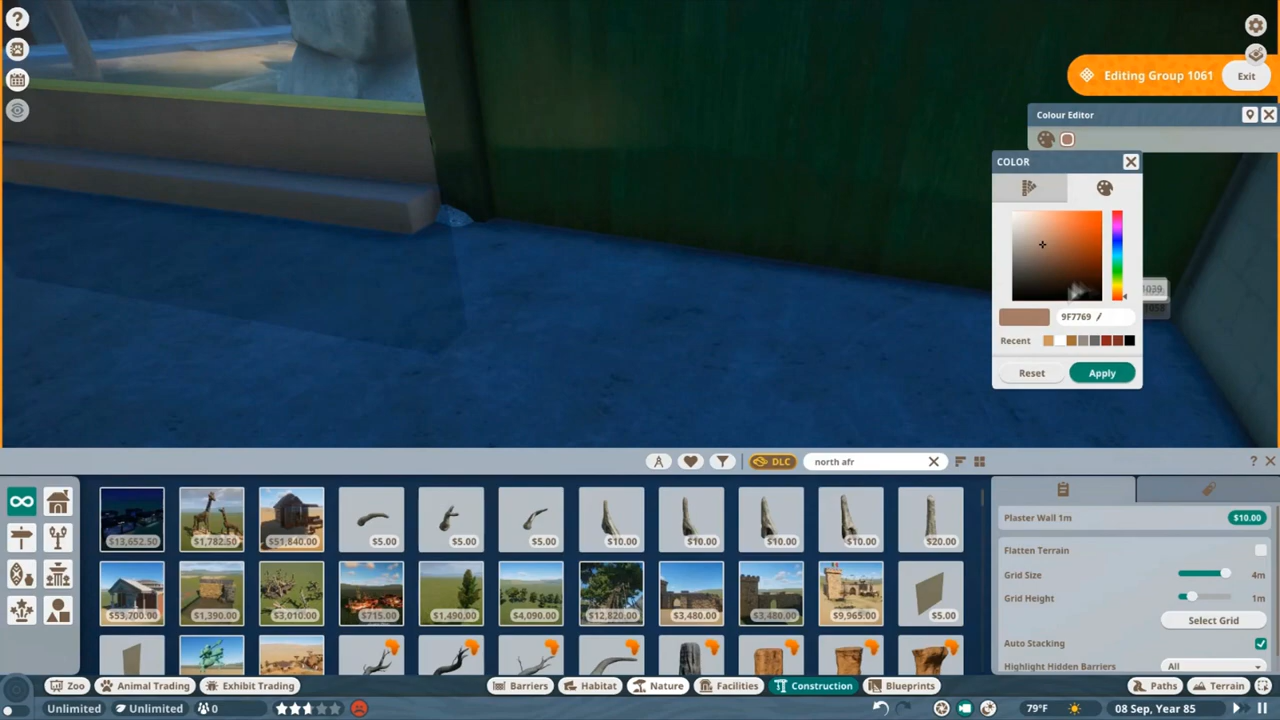 ?
Editing Group 1061
Exit
Colour Editor
COLOR
1039
1058
9F7769
Recent
Reset
Apply
DLC
north afr
?
$13,652.50
$1,782.50
$51,840.00
$5.00
$5.00
$5.00
$10.00
$10.00
$10.00
$10.00
$20.00
$53,700.00
$1,390.00
$3,010.00
$715.00
$1,490.00
$4,090.00
$12,820.00
$3,480.00
$3,480.00
$9,965.00
$5.00
Plaster Wall 1m
$10.00
Flatten Terrain
Grid Size
4m
Grid Height
1m
Select Grid
Auto Stacking
Highlight Hidden Barriers
All
Zoo
Animal Trading
Exhibit Trading
Barriers
Habitat
Nature
Facilities
Construction
Blueprints
Paths
Terrain
Unlimited
Unlimited
0
79°F
08 Sep, Year 85